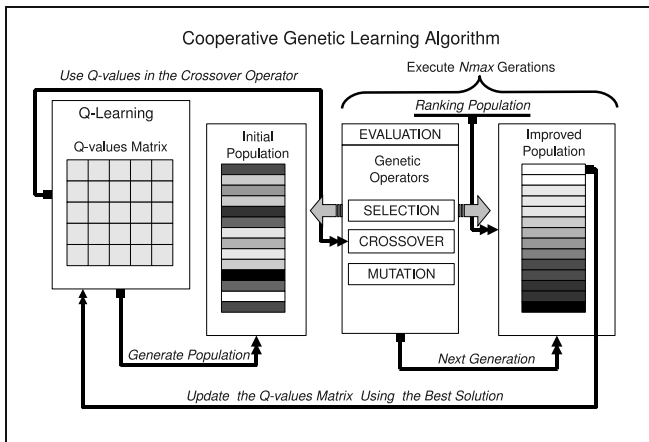 Cooperative Genetic Learning Algorithm
Use Q-values in the Crossover Operator
Execute Nmax Gerations
Ranking Population
Q-Learning
Q-values Matrix
Initial
Population
EVALUATION
Genetic
Operators
SELECTION
CROSSOVER
MUTATION
Improved
Population
Generate Population
Next Generation
Update the Q-values Matrix Using the Best Solution